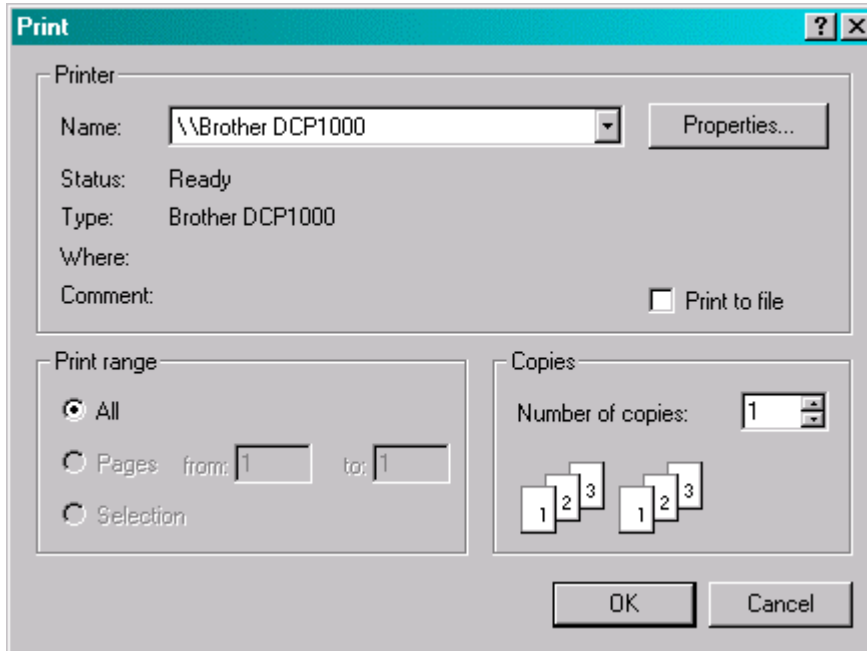 Print
Printer
Name: \\Brother DCP1000 Properties...
Status: Ready
Type: Brother DCP1000
Where:
Comment:
Print to file
Print range
All
Pages from: 1 to: 1
Selection
Copies
Number of copies: 1
1 2 3 1 2 3
OK Cancel